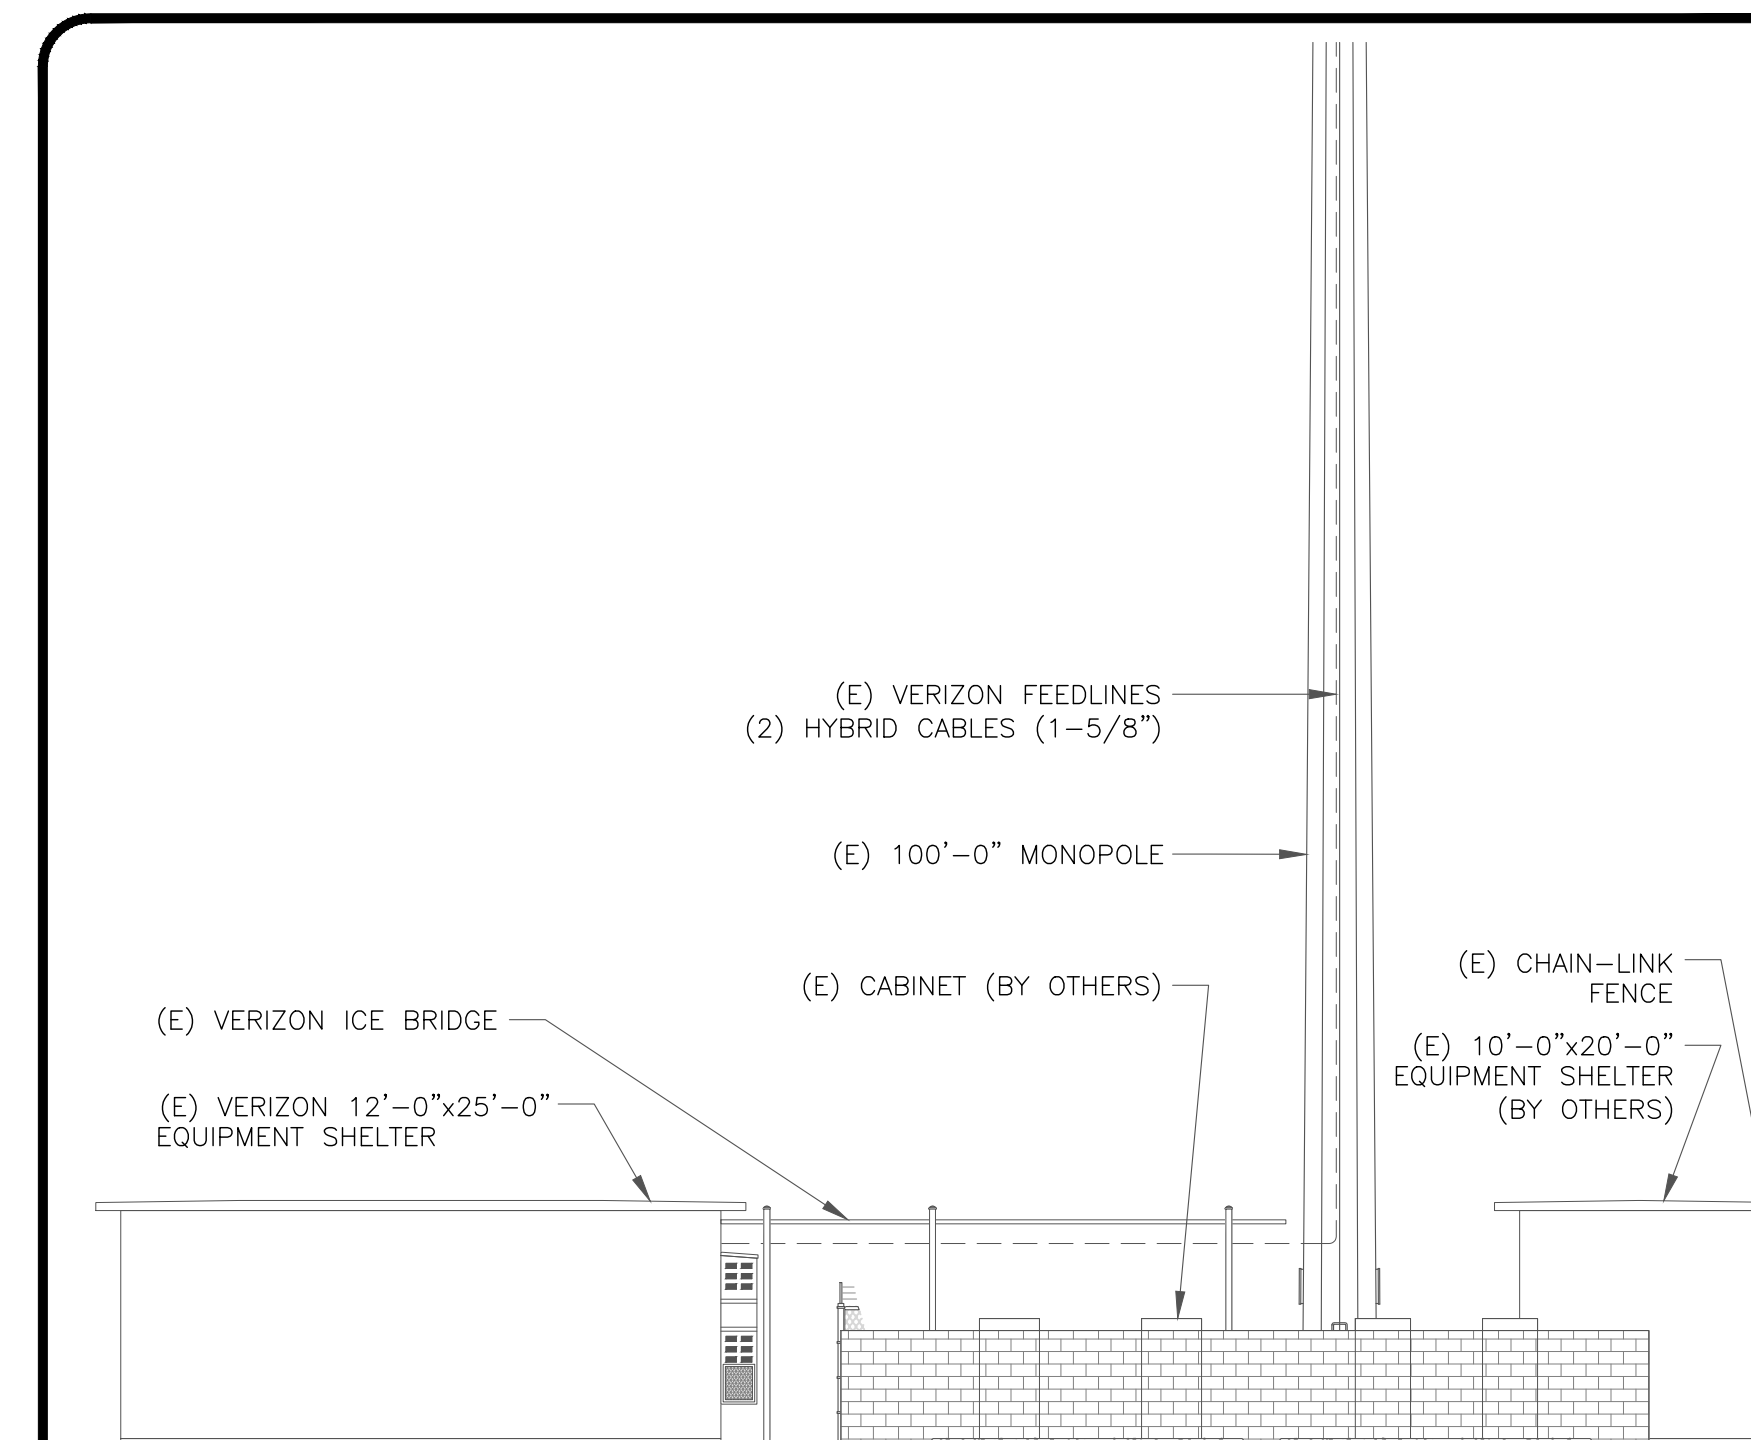 (E) VERIZON FEEDLINES
(2) HYBRID CABLES (1-5/8")
(E) 100'-0" MONOPOLE
(E) CHAIN-LINK
FENCE
(E) CABINET (BY OTHERS)
(E) VERIZON ICE BRIDGE
(E) 10'-0"x20'-0"
EQUIPMENT SHELTER
(BY OTHERS)
(E) VERIZON 12'-0"x25'-0"
EQUIPMENT SHELTER